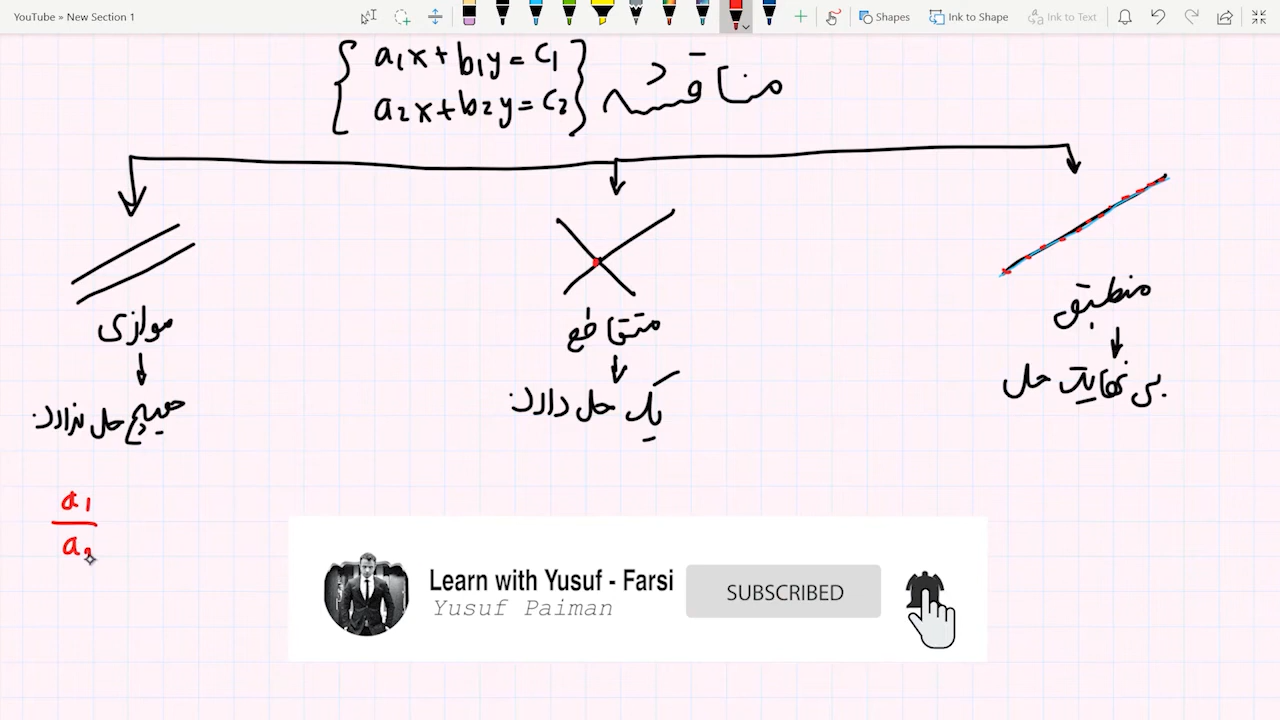 YouTube » New Section 1
Shapes
Ink to Shape
Ink to Text
a₁x + b₁y = c₁
a₂x + b₂y = c₂
مناقشه
موازی
متقاطع
منطبق
هیچ حل ندارد
یک حل دارد
بی نهایت حل
a₁
a₂
Learn with Yusuf - Farsi
Yusuf Paiman
SUBSCRIBED